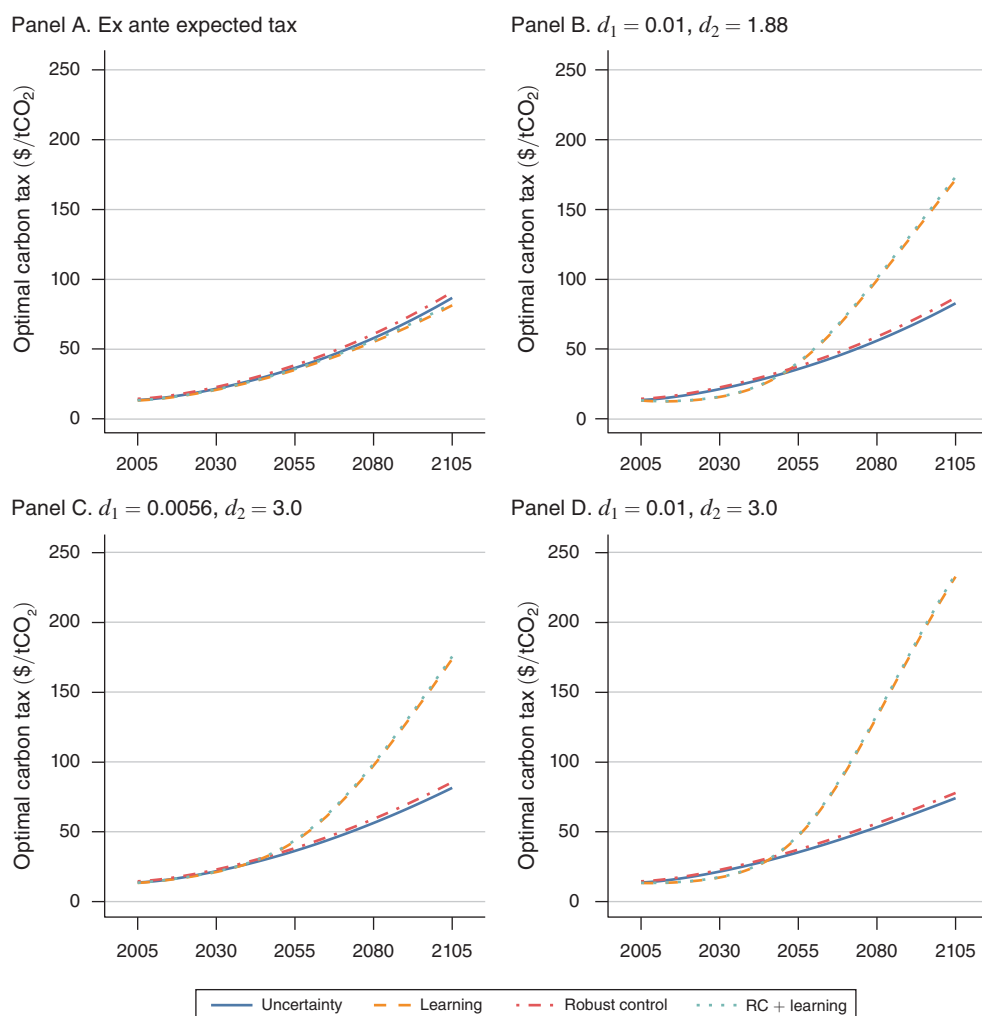 Panel A. Ex ante expected tax
Optimal carbon tax ($/tCO₂)
250
200
150
100
50
0
2005 2030 2055 2080 2105
Panel B. d₁ = 0.01, d₂ = 1.88
Optimal carbon tax ($/tCO₂)
250
200
150
100
50
0
2005 2030 2055 2080 2105
Panel C. d₁ = 0.0056, d₂ = 3.0
Optimal carbon tax ($/tCO₂)
250
200
150
100
50
0
2005 2030 2055 2080 2105
Panel D. d₁ = 0.01, d₂ = 3.0
Optimal carbon tax ($/tCO₂)
250
200
150
100
50
0
2005 2030 2055 2080 2105
Uncertainty Learning Robust control RC + learning